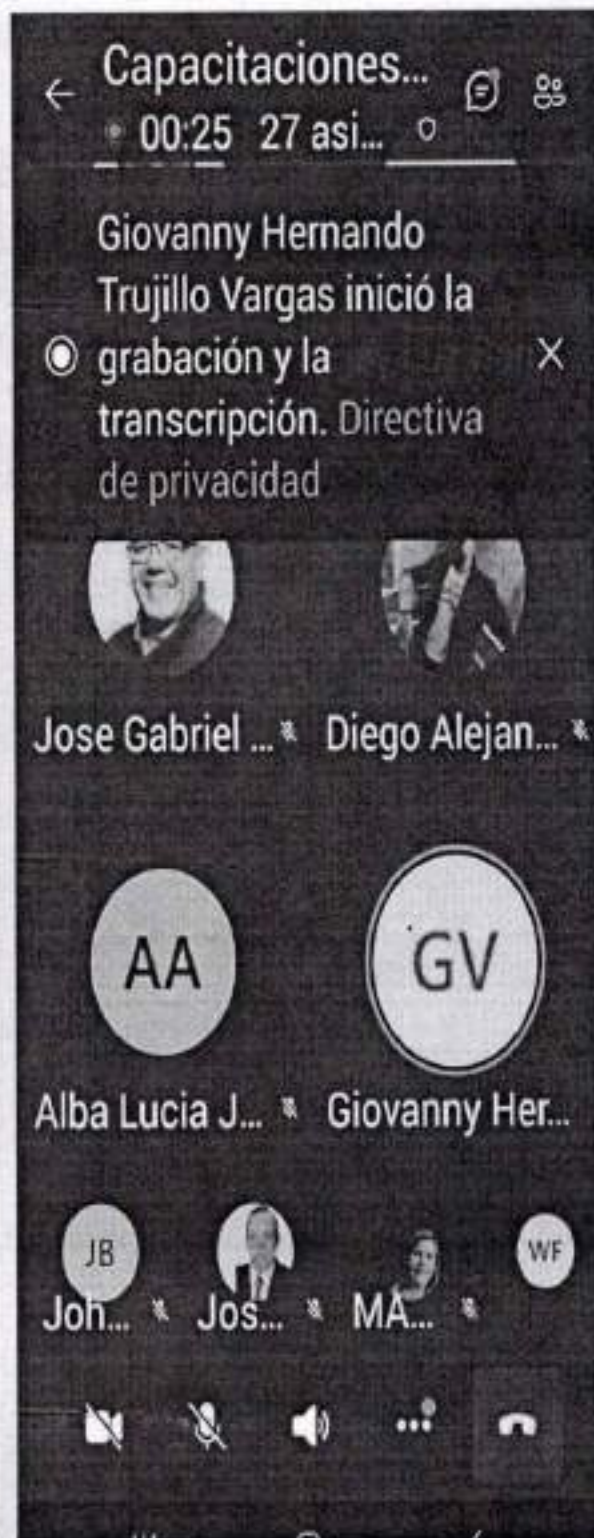 Capacitaciones...
00:25 27 asi...
Giovanny Hernando
Trujillo Vargas inició la
grabación y la
transcripción. Directiva
de privacidad
Jose Gabriel ... Diego Alejan...
AA GV
Alba Lucia J... Giovanny Her...
JB WF
Joh... Jos... MA...